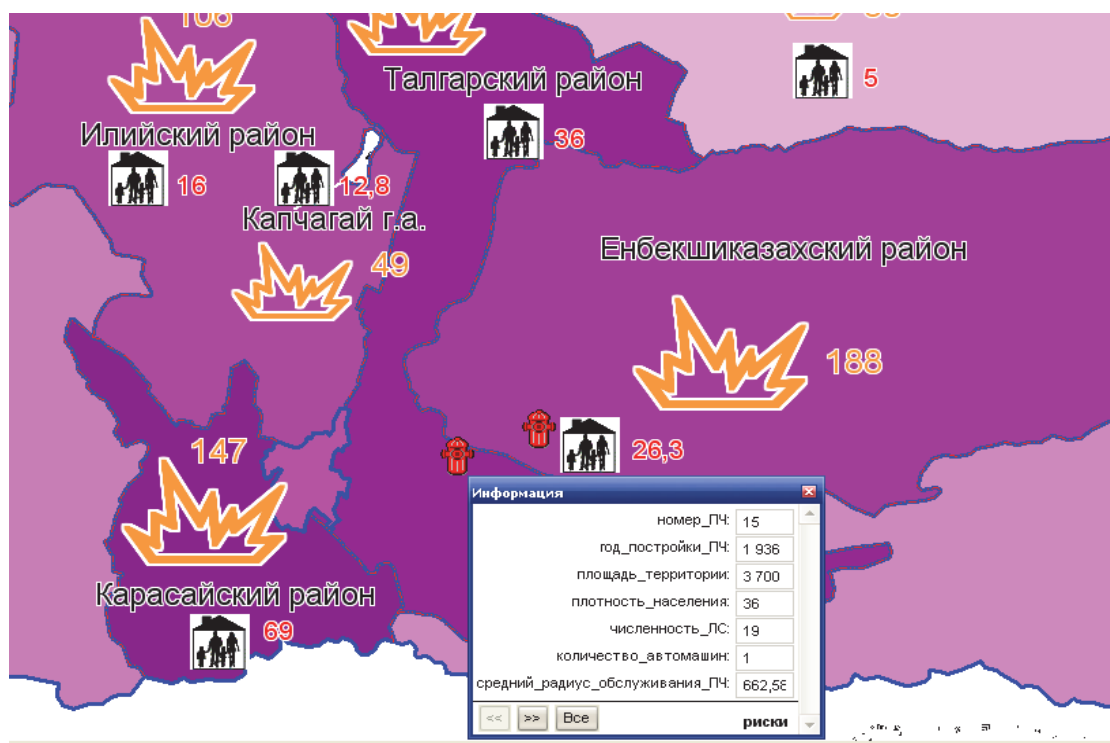 106
Талгарский район
5
36
Илийский район
16
12,8
Капчагай г.а.
49
Енбекшиказахский район
188
147
26,3
Карасайский район
69
Информация
номер_ПЧ: 15
год_постройки_ПЧ: 1 936
площадь_территории: 3 700
плотность_населения: 36
численность_ЛС: 19
количество_автомашин: 1
средний_радиус_обслуживания_ПЧ: 662,58
<< >> Все риски